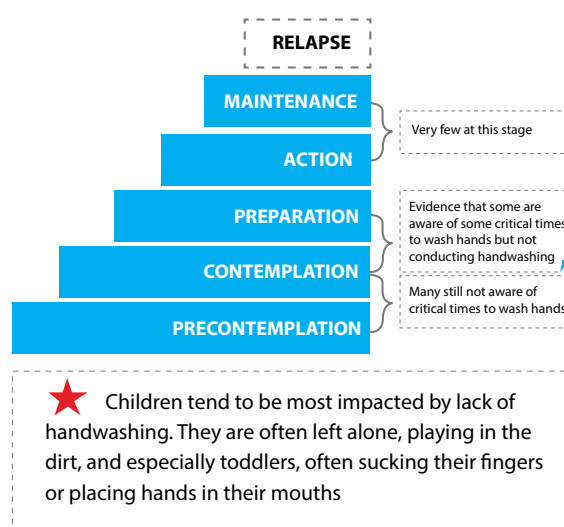 RELAPSE
MAINTENANCE
ACTION
Very few at this stage
PREPARATION
CONTEMPLATION
Evidence that some are
aware of some critical times
to wash hands but not
conducting handwashing
PRECONTEMPLATION
Many still not aware of
critical times to wash hands
Children tend to be most impacted by lack of
handwashing. They are often left alone, playing in the
dirt, and especially toddlers, often sucking their fingers
or placing hands in their mouths